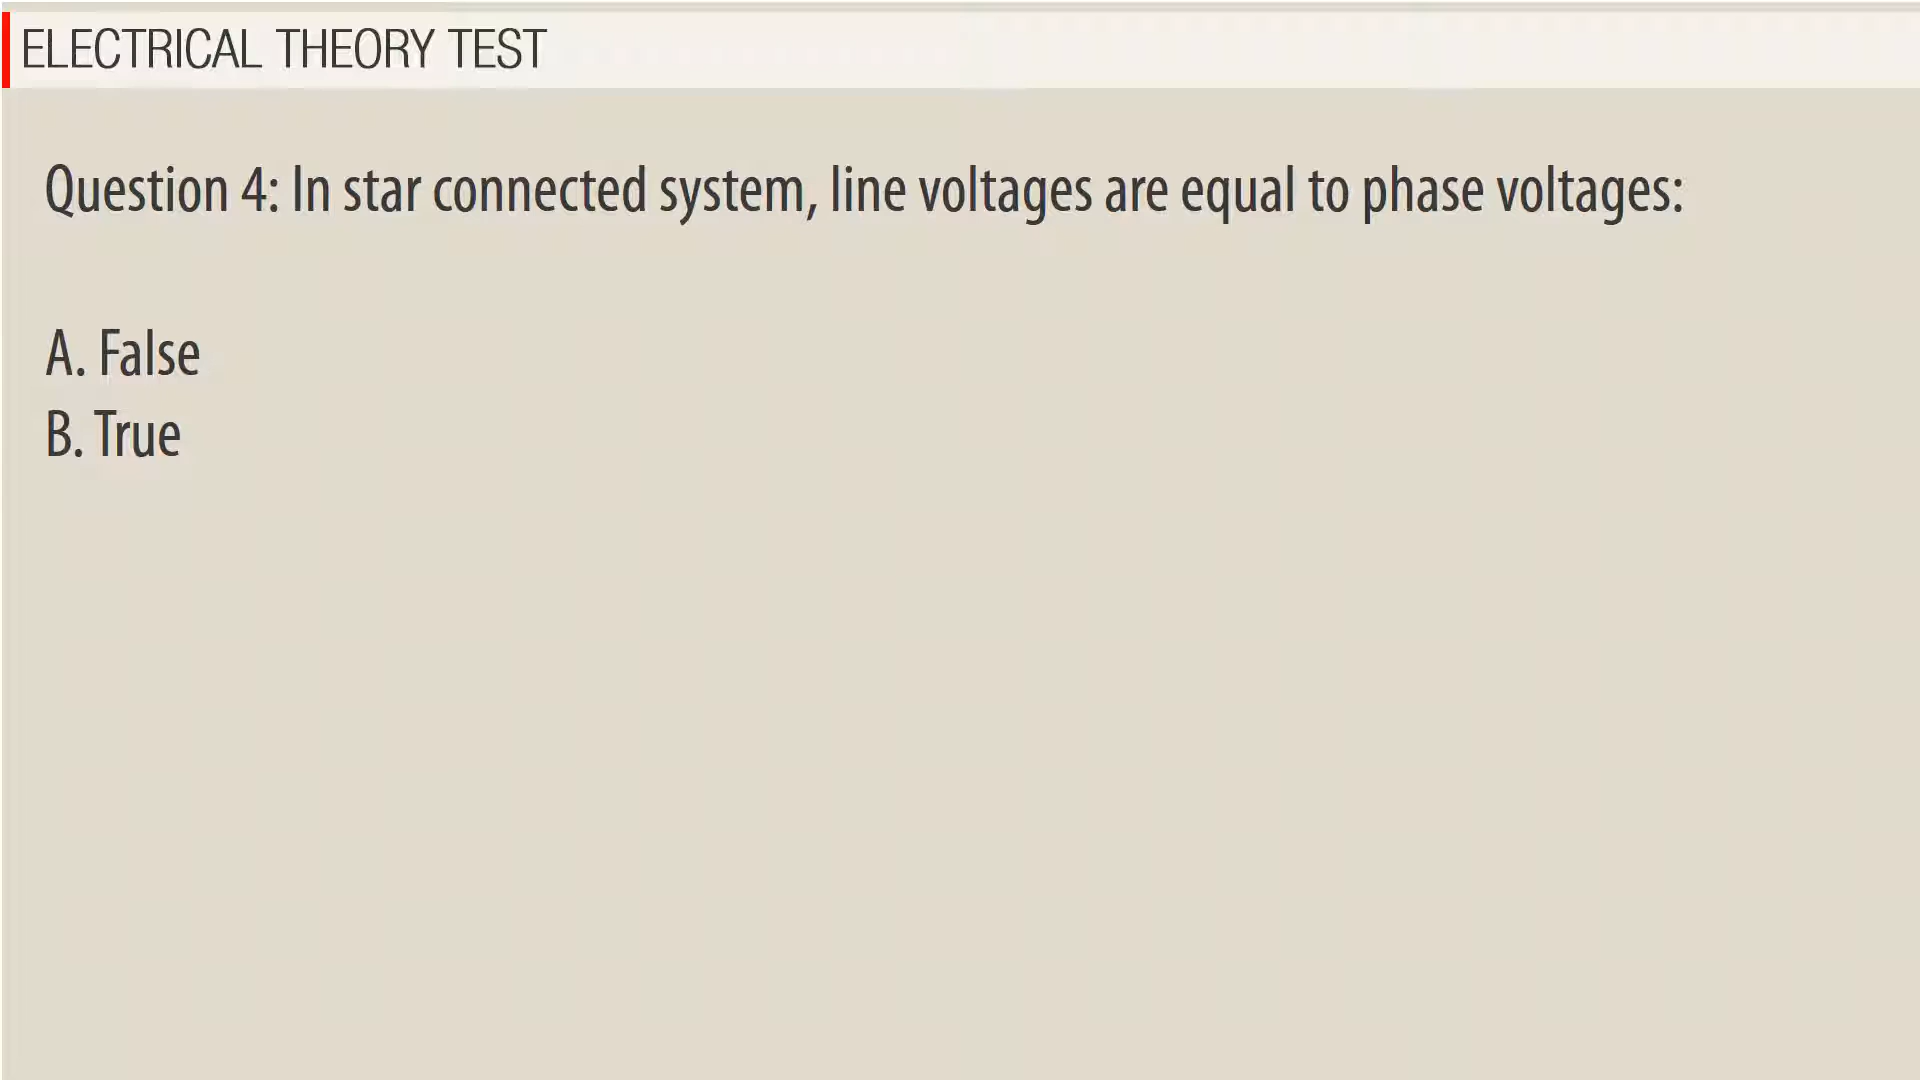 ELECTRICAL THEORY TEST
Question 4: In star connected system, line voltages are equal to phase voltages:
A. False
B. True